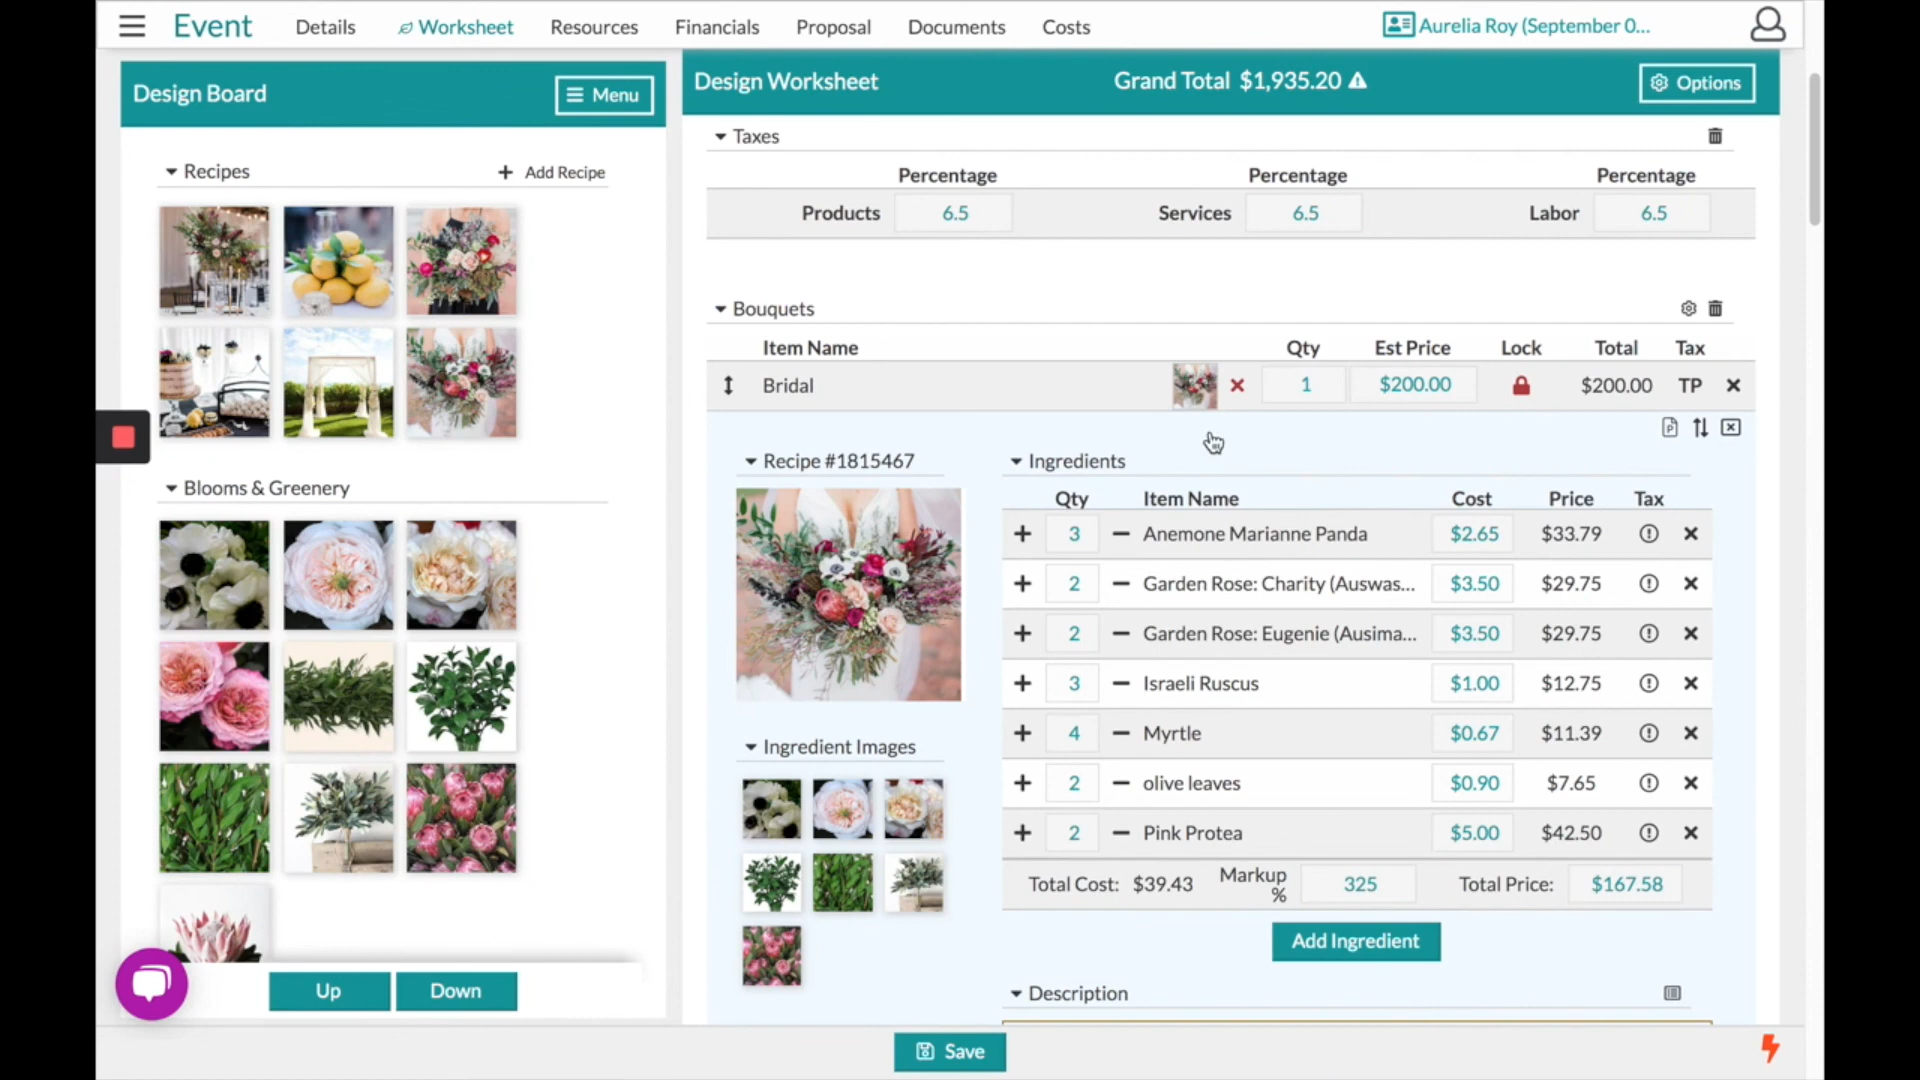 Event Details Worksheet Resources Financials Proposal Documents Costs Aurelia Roy (September 0...
Design Board Menu
Recipes + Add Recipe
Blooms & Greenery
Up Down
Design Worksheet Grand Total $1,935.20 Options
Taxes
Percentage Percentage Percentage
Products 6.5 Services 6.5 Labor 6.5
Bouquets
Item Name Qty Est Price Lock Total Tax
Bridal 1 $200.00 $200.00 TP
Recipe #1815467
Ingredient Images
Ingredients
Qty Item Name Cost Price Tax
3 Anemone Marianne Panda $2.65 $33.79
2 Garden Rose: Charity (Auswas... $3.50 $29.75
2 Garden Rose: Eugenie (Ausima... $3.50 $29.75
3 Israeli Ruscus $1.00 $12.75
4 Myrtle $0.67 $11.39
2 olive leaves $0.90 $7.65
2 Pink Protea $5.00 $42.50
Total Cost: $39.43 Markup % 325 Total Price: $167.58
Add Ingredient
Description
Save